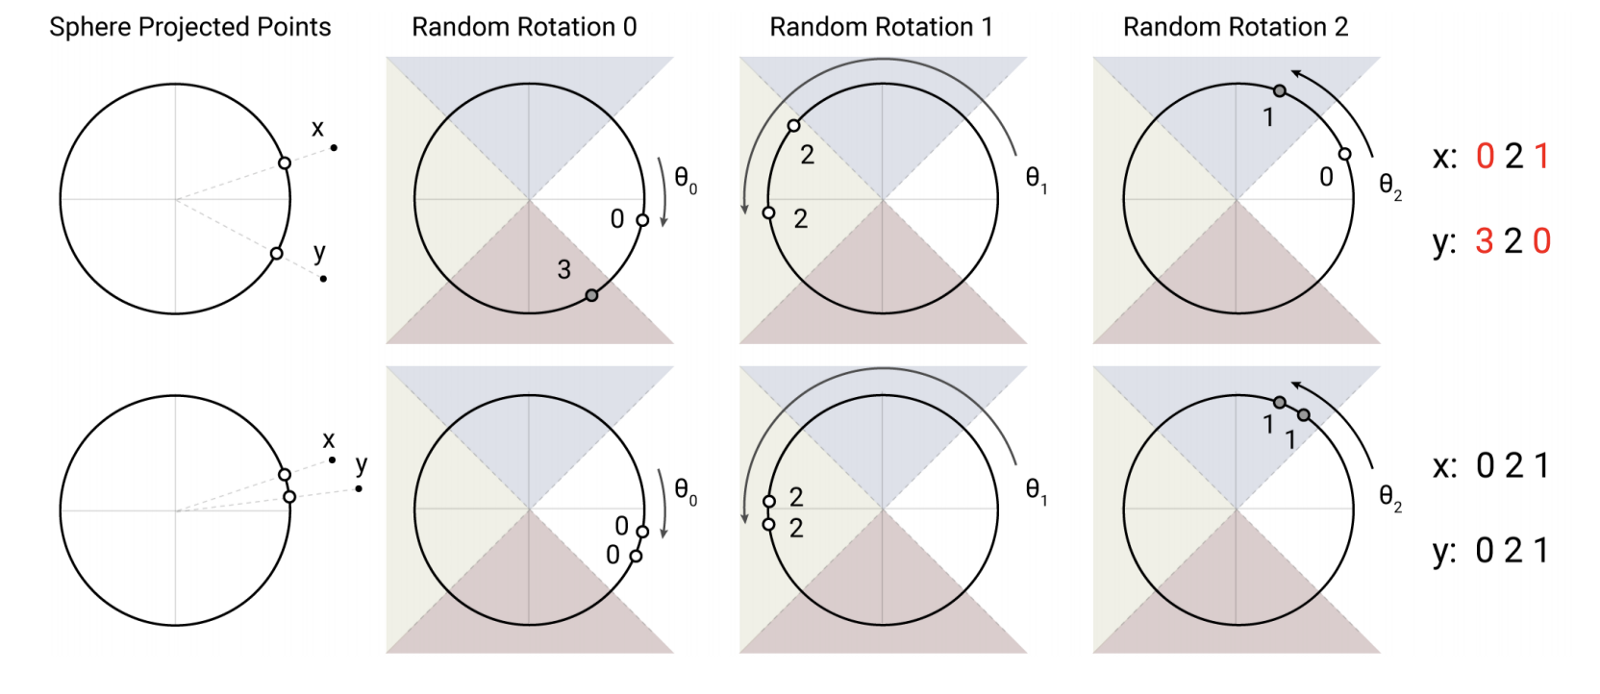 Sphere Projected Points
Random Rotation 0
Random Rotation 1
Random Rotation 2
x
y
0
3
θ0
2
2
θ1
1
0
θ2
x: 0 2 1
y: 3 2 0
x
y
0
0
θ0
2
2
θ1
1
1
θ2
x: 0 2 1
y: 0 2 1